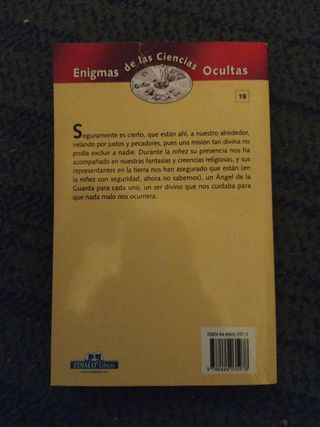 Enigmas de las Ciencias Ocultas
19
Seguramente es cierto, que están ahí, a nuestro alrededor,
velando por justos y pecadores, pues una misión tan divina no
podía excluir a nadie. Durante la niñez su presencia nos ha
acompañado en nuestras fantasias y creencias religiosas, y sus
representantes en la tierra nos han asegurado que están (en
la niñez con seguridad, ahora no sabemos), un Ángel de la
Guarda para cada uno, un ser divino que nos cuidaba para
que nada malo nos ocurriera.
EDIMAT Libros